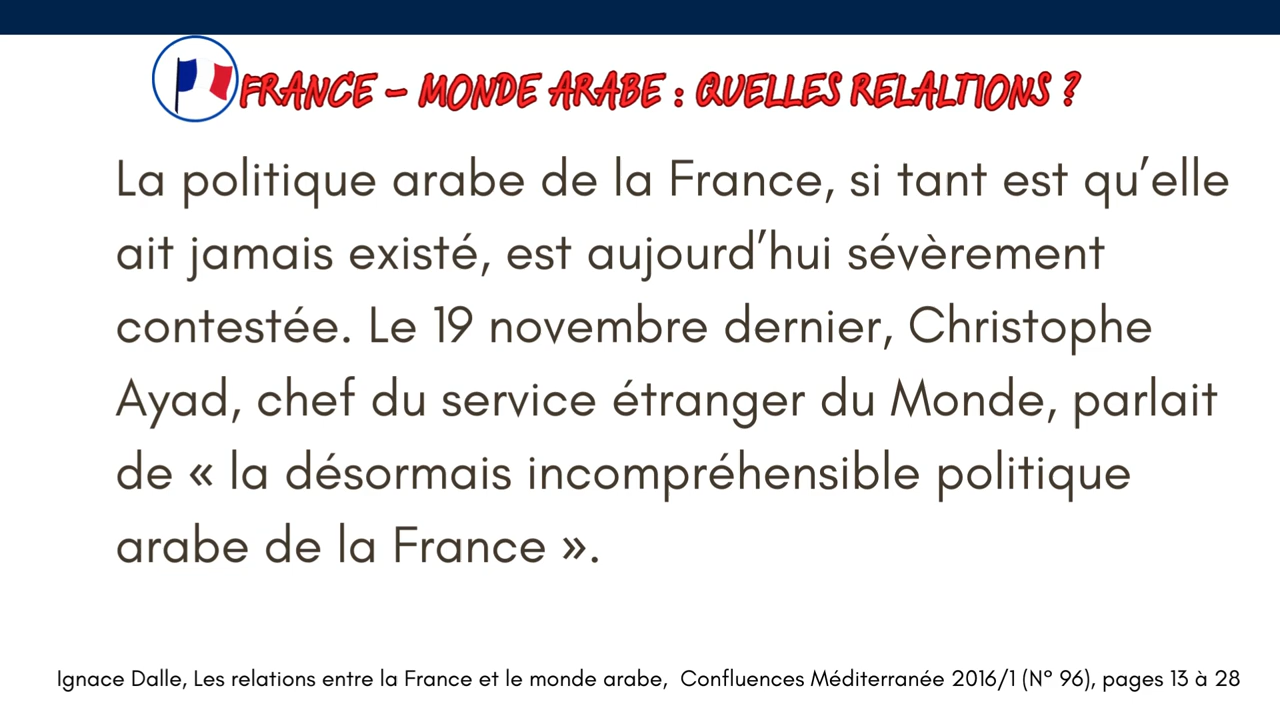 FRANCE – MONDE ARABE : QUELLES RELALTIONS ?
La politique arabe de la France, si tant est qu’elle
ait jamais existé, est aujourd’hui sévèrement
contestée. Le 19 novembre dernier, Christophe
Ayad, chef du service étranger du Monde, parlait
de « la désormais incompréhensible politique
arabe de la France ».
Ignace Dalle, Les relations entre la France et le monde arabe, Confluences Méditerranée 2016/1 (N° 96), pages 13 à 28